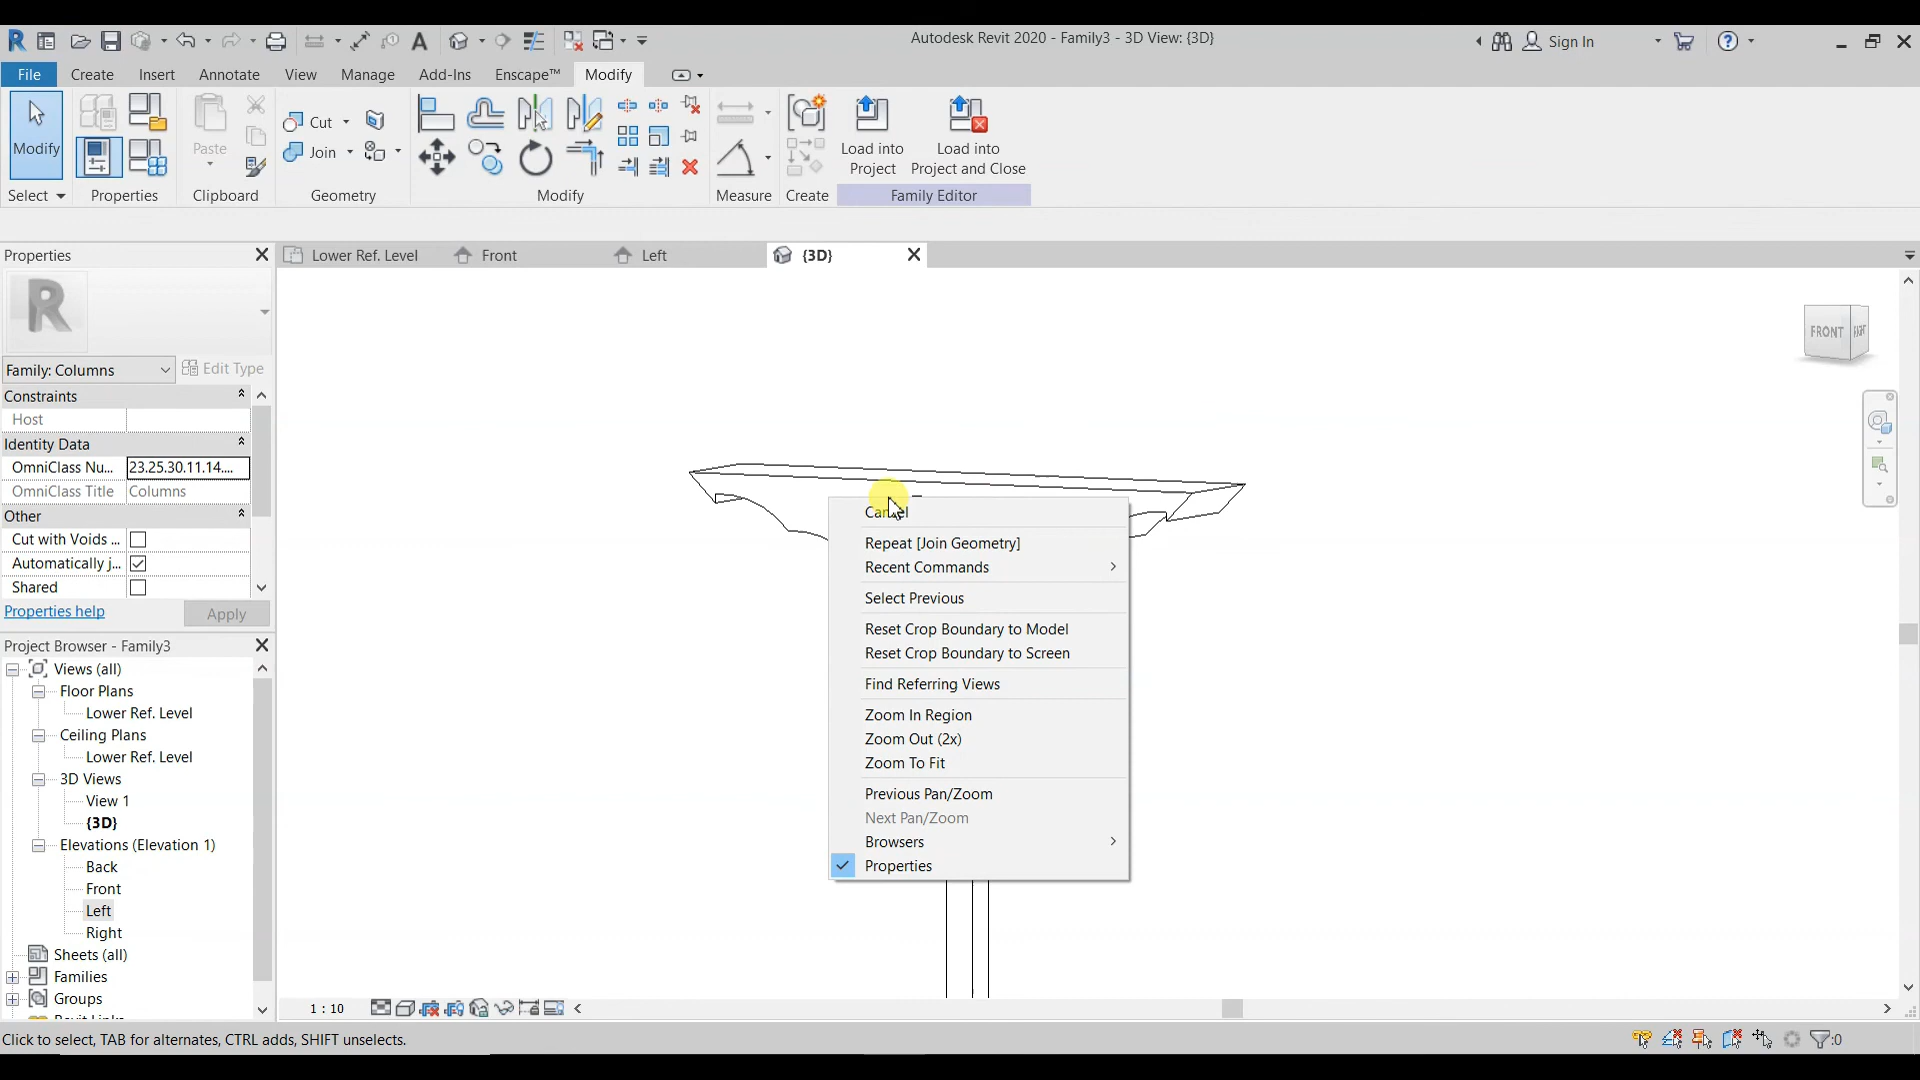 Autodesk Revit 2020 - Family3 - 3D View: {3D}
Sign In
File Create Insert Annotate View Manage Add-Ins Enscape™ Modify
Modify
Paste
Cut
Join
Load into Project
Load into Project and Close
Select Properties Clipboard Geometry Modify Measure Create Family Editor
Properties
Lower Ref. Level
Front
Left
{3D}
R
Family: Columns
Edit Type
Constraints
Host
Identity Data
OmniClass Nu... 23.25.30.11.14....
OmniClass Title Columns
Other
Cut with Voids ...
Automatically j...
Shared
Properties help
Apply
Project Browser - Family3
Views (all)
Floor Plans
Lower Ref. Level
Ceiling Plans
Lower Ref. Level
3D Views
View 1
{3D}
Elevations (Elevation 1)
Back
Front
Left
Right
Sheets (all)
Families
Groups
FRONT
RIGHT
Cancel
Repeat [Join Geometry]
Recent Commands
Select Previous
Reset Crop Boundary to Model
Reset Crop Boundary to Screen
Find Referring Views
Zoom In Region
Zoom Out (2x)
Zoom To Fit
Previous Pan/Zoom
Next Pan/Zoom
Browsers
Properties
1 : 10
Click to select, TAB for alternates, CTRL adds, SHIFT unselects.
:0